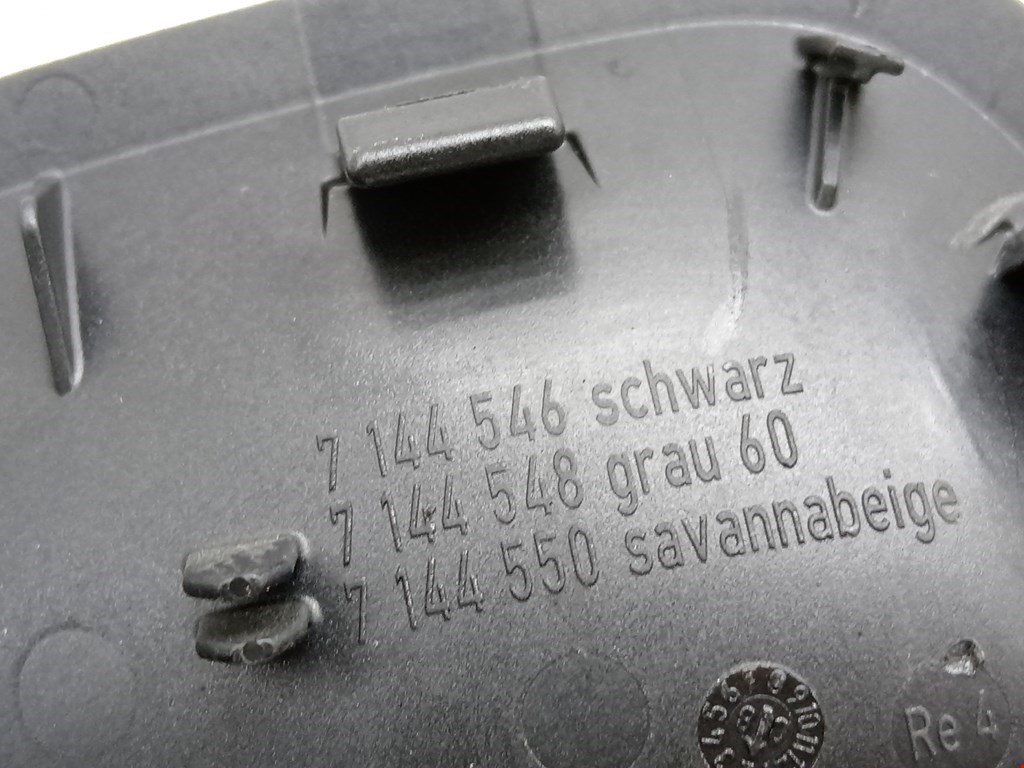 7 144 546 schwarz
7 144 548 grau 60
7 144 550 savannabeige
Re 4